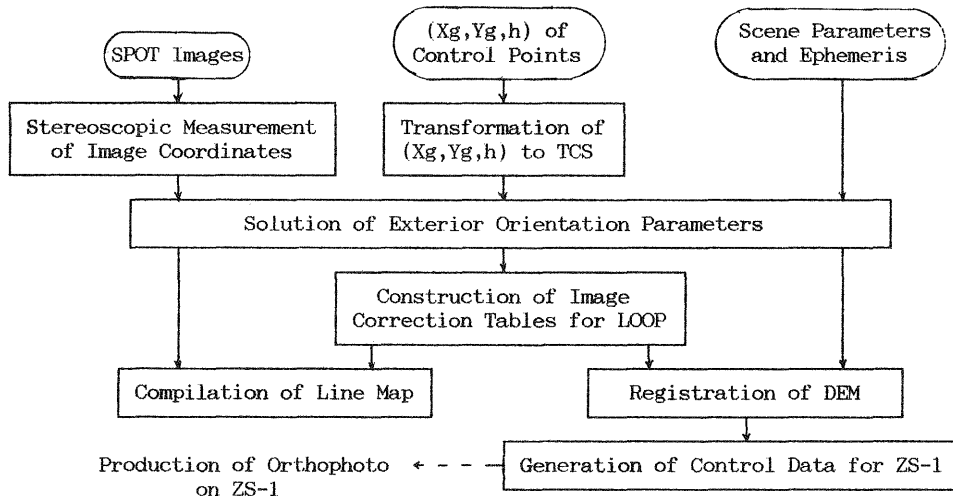 SPOT Images
(Xg,Yg,h) of
Control Points
Scene Parameters
and Ephemeris
Stereoscopic Measurement
of Image Coordinates
Transformation of
(Xg,Yg,h) to TCS
Solution of Exterior Orientation Parameters
Construction of Image
Correction Tables for LOOP
Compilation of Line Map
Registration of DEM
Production of Orthophoto
on ZS-1
Generation of Control Data for ZS-1